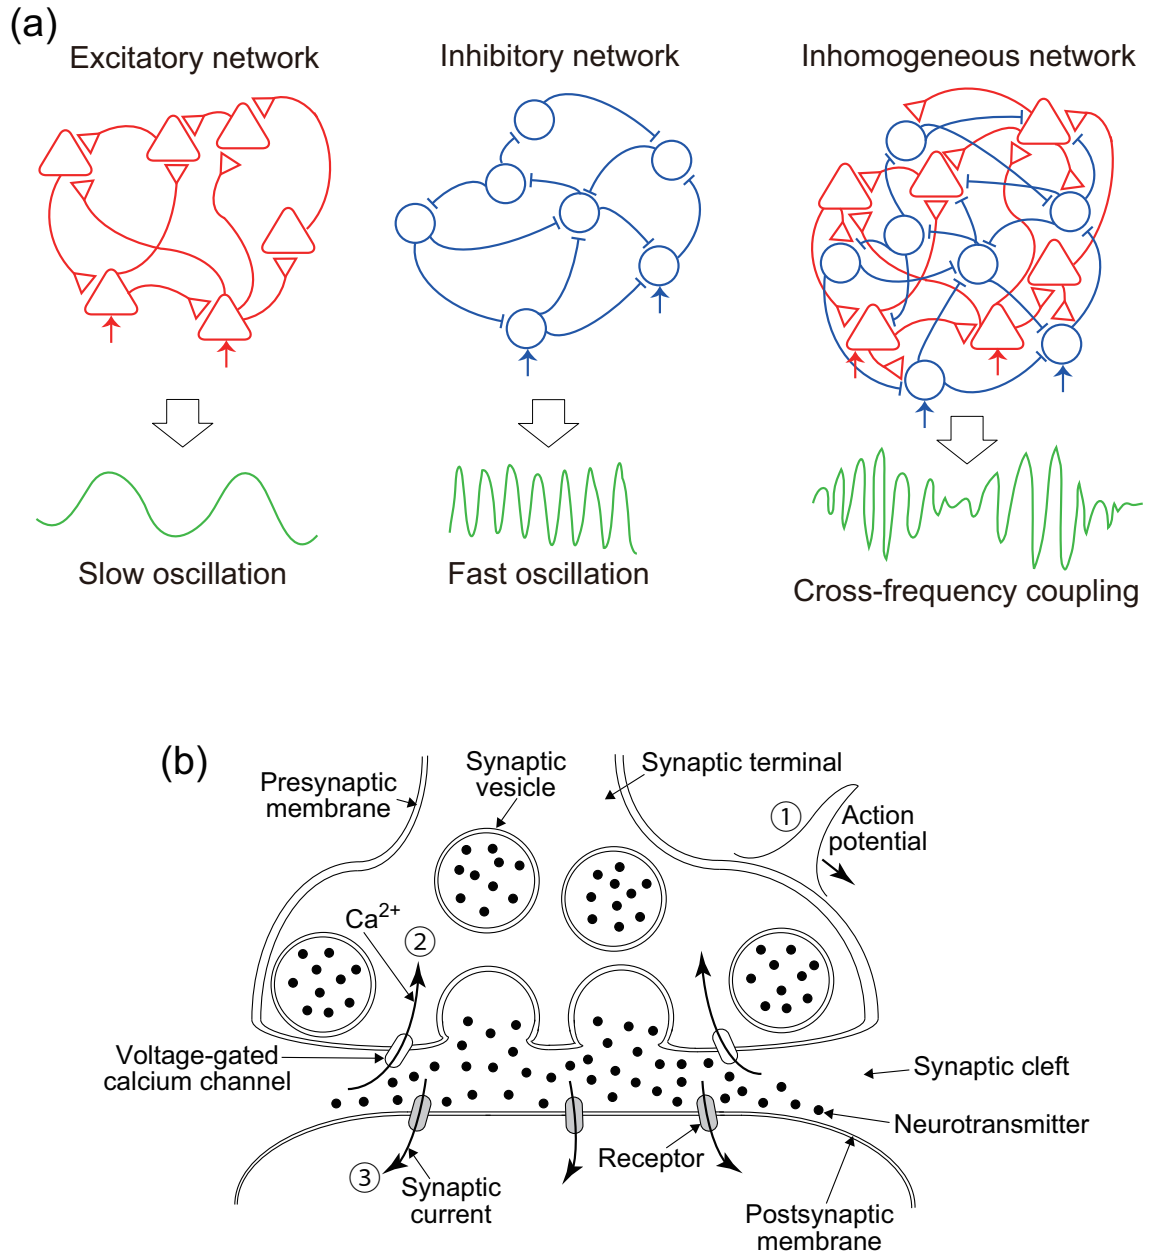 (a)
Excitatory network
Inhibitory network
Inhomogeneous network
Slow oscillation
Fast oscillation
Cross-frequency coupling
(b)
Presynaptic
membrane
Synaptic
vesicle
Synaptic terminal
1
Action
potential
Ca2+
2
Voltage-gated
calcium channel
Synaptic cleft
Neurotransmitter
Receptor
3
Synaptic
current
Postsynaptic
membrane